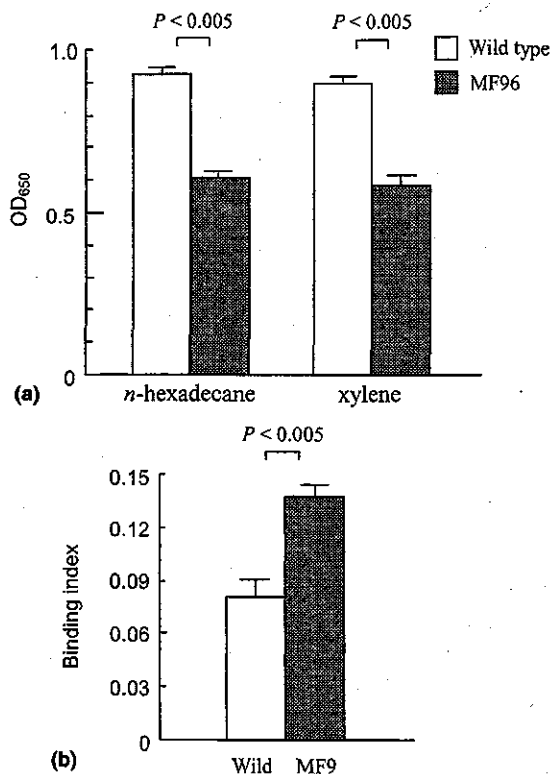 P < 0.005
P < 0.005
Wild type
MF96
1.0
0.5
0
OD650
n-hexadecane
xylene
(a)
P < 0.005
0.15
0.13
0.09
0.06
0.03
0
Binding index
Wild
MF9
(b)